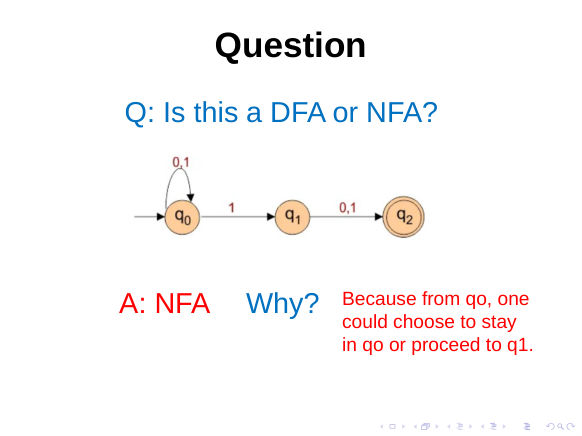 Question
Q: Is this a DFA or NFA?
0,1
q0 1 q1 0,1 q2
A: NFA Why? Because from qo, one
could choose to stay
in qo or proceed to q1.